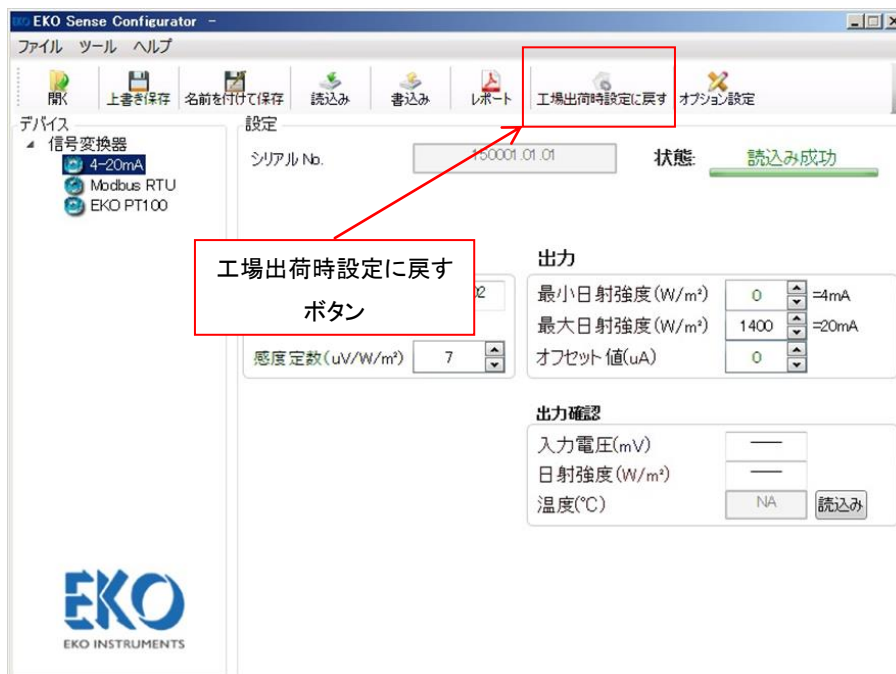 EKO Sense Configurator -
ファイル ツール ヘルプ
開く 上書き保存 名前を付けて保存 読込み 書込み レポート 工場出荷時設定に戻す オプション設定
デバイス
信号変換器
4-20mA
Modbus RTU
EKO PT100
設定
シリアル No. 150001.01.01 状態: 読込み成功
工場出荷時設定に戻す
ボタン
感度定数(uV/W/m²) 7
出力
最小日射強度(W/m²) 0 =4mA
最大日射強度(W/m²) 1400 =20mA
オフセット値(uA) 0
出力確認
入力電圧(mV) ──
日射強度(W/m²) ──
温度(℃) NA 読込み
EKO
EKO INSTRUMENTS